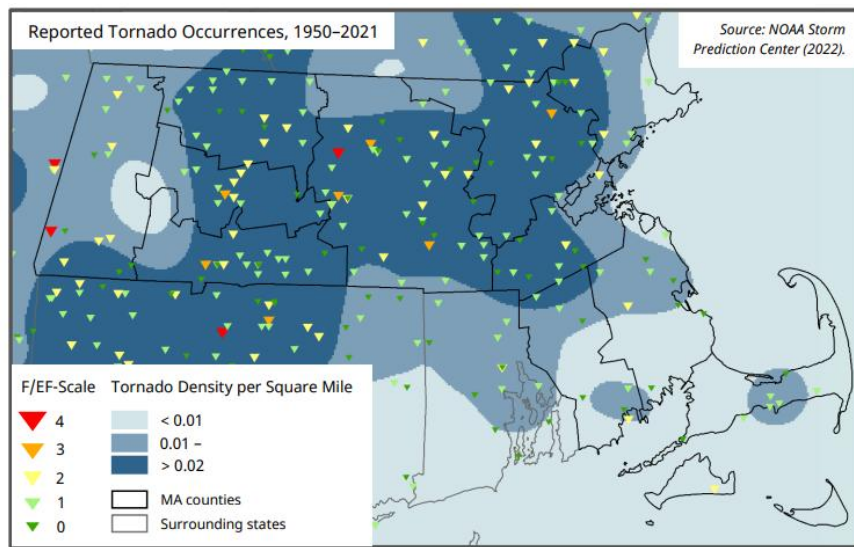 Reported Tornado Occurrences, 1950–2021
Source: NOAA Storm
Prediction Center (2022).
F/EF-Scale
4
3
2
1
0
Tornado Density per Square Mile
< 0.01
0.01 –
> 0.02
MA counties
Surrounding states